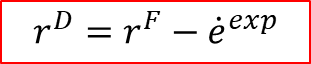 r^D = r^F − ė^exp